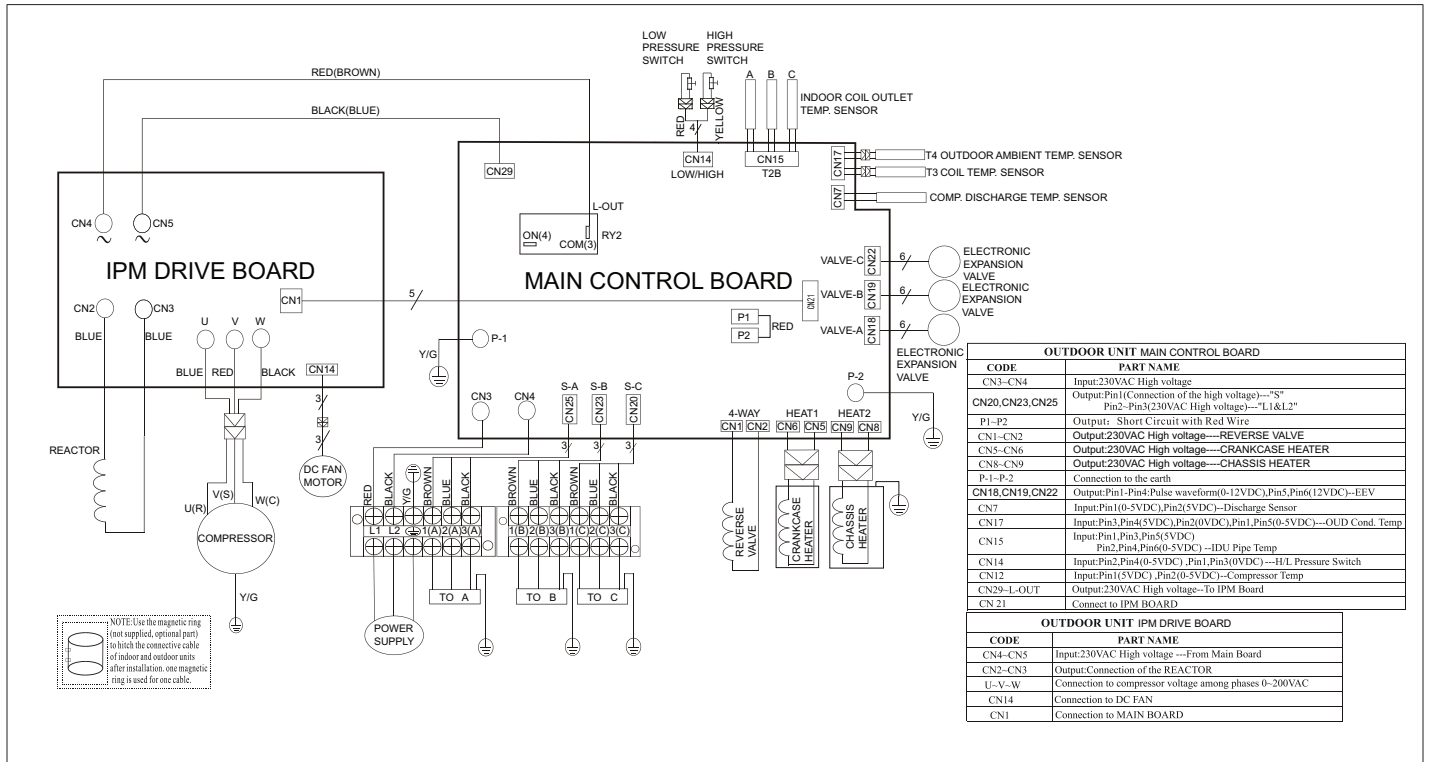 LOW
PRESSURE
SWITCH
HIGH
PRESSURE
SWITCH
A B C
INDOOR COIL OUTLET
TEMP. SENSOR
RED(BROWN)
BLACK(BLUE)
RED
4
YELLOW
CN14
LOW/HIGH
CN15
T2B
CN17
T4 OUTDOOR AMBIENT TEMP. SENSOR
T3 COIL TEMP. SENSOR
CN7
COMP. DISCHARGE TEMP. SENSOR
CN29
L-OUT
ON(4)
COM(3)
RY2
CN4
CN5
IPM DRIVE BOARD
MAIN CONTROL BOARD
VALVE-C
CN22
6
ELECTRONIC
EXPANSION
VALVE
VALVE-B
CN19
6
ELECTRONIC
EXPANSION
VALVE
VALVE-A
CN18
6
ELECTRONIC
EXPANSION
VALVE
CN2
CN3
CN1
5
CN21
P1
P2
RED
BLUE
BLUE
U V W
BLUE RED BLACK
CN14
3
3
DC FAN
MOTOR
P-1
Y/G
P-2
Y/G
CN3
CN4
S-A
S-B
S-C
CN25
CN23
CN20
3
3
3
4-WAY
CN1 CN2
HEAT1
CN6 CN5
HEAT2
CN9 CN8
REACTOR
U(R)
V(S)
W(C)
COMPRESSOR
Y/G
RED
BLACK
Y/G
BROWN
BLUE
BLACK
BROWN
BLUE
BLACK
BROWN
BLUE
BLACK
L1 L2 1(A) 2(A) 3(A)
1(B) 2(B) 3(B) 1(C) 2(C) 3(C)
TO A
TO B
TO C
POWER
SUPPLY
REVERSE
VALVE
CRANKCASE
HEATER
CHASSIS
HEATER
NOTE:Use the magnetic ring
(not supplied, optional part)
to hitch the connective cable
of indoor and outdoor units
after installation. one magnetic
ring is used for one cable.
OUTDOOR UNIT MAIN CONTROL BOARD
CODE PART NAME
CN3~CN4 Input:230VAC High voltage
CN20,CN23,CN25 Output:Pin1(Connection of the high voltage)---"S"
Pin2~Pin3(230VAC High voltage)---"L1&L2"
P1~P2 Output: Short Circuit with Red Wire
CN1~CN2 Output:230VAC High voltage----REVERSE VALVE
CN5~CN6 Output:230VAC High voltage----CRANKCASE HEATER
CN8~CN9 Output:230VAC High voltage----CHASSIS HEATER
P-1~P-2 Connection to the earth
CN18,CN19,CN22 Output:Pin1-Pin4:Pulse waveform(0-12VDC),Pin5,Pin6(12VDC)--EEV
CN7 Input:Pin1(0-5VDC),Pin2(5VDC)--Discharge Sensor
CN17 Input:Pin3,Pin4(5VDC),Pin2(0VDC),Pin1,Pin5(0-5VDC)---OUD Cond. Temp
CN15 Input:Pin1,Pin3,Pin5(5VDC)
Pin2,Pin4,Pin6(0-5VDC) --IDU Pipe Temp
CN14 Input:Pin2,Pin4(0-5VDC) ,Pin1,Pin3(0VDC) ---H/L Pressure Switch
CN12 Input:Pin1(5VDC) ,Pin2(0-5VDC)--Compressor Temp
CN29~L-OUT Output:230VAC High voltage--To IPM Board
CN 21 Connect to IPM BOARD
OUTDOOR UNIT IPM DRIVE BOARD
CODE PART NAME
CN4~CN5 Input:230VAC High voltage ---From Main Board
CN2~CN3 Output:Connection of the REACTOR
U~V~W Connection to compressor voltage among phases 0~200VAC
CN14 Connection to DC FAN
CN1 Connection to MAIN BOARD